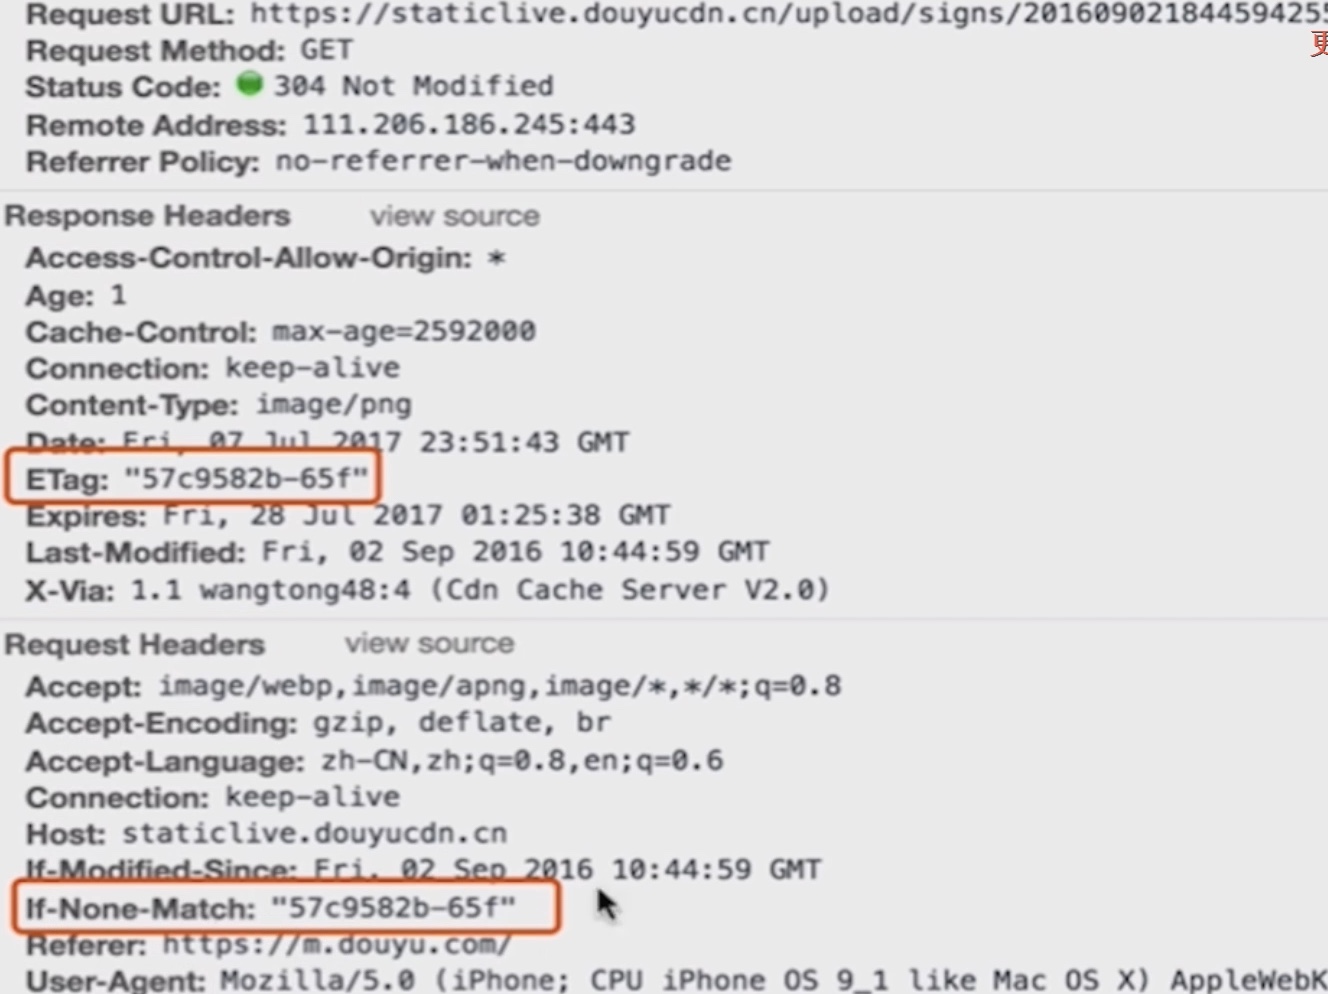 Request URL: https://staticlive.douyucdn.cn/upload/signs/201609021844594255
更
Request Method: GET
Status Code: 304 Not Modified
Remote Address: 111.206.186.245:443
Referrer Policy: no-referrer-when-downgrade
Response Headers view source
Access-Control-Allow-Origin: *
Age: 1
Cache-Control: max-age=2592000
Connection: keep-alive
Content-Type: image/png
Date: Fri, 07 Jul 2017 23:51:43 GMT
ETag: "57c9582b-65f"
Expires: Fri, 28 Jul 2017 01:25:38 GMT
Last-Modified: Fri, 02 Sep 2016 10:44:59 GMT
X-Via: 1.1 wangtong48:4 (Cdn Cache Server V2.0)
Request Headers view source
Accept: image/webp,image/apng,image/*,*/*;q=0.8
Accept-Encoding: gzip, deflate, br
Accept-Language: zh-CN,zh;q=0.8,en;q=0.6
Connection: keep-alive
Host: staticlive.douyucdn.cn
If-Modified-Since: Fri, 02 Sep 2016 10:44:59 GMT
If-None-Match: "57c9582b-65f"
Referer: https://m.douyu.com/
User-Agent: Mozilla/5.0 (iPhone; CPU iPhone OS 9_1 like Mac OS X) AppleWebK